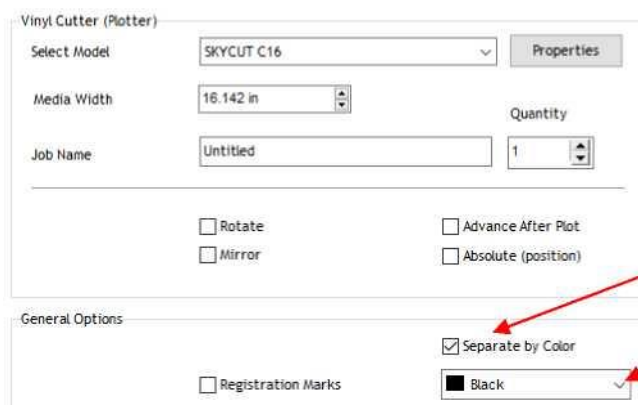 Vinyl Cutter (Plotter)
Select Model SKYCUT C16 Properties
Media Width 16.142 in
Quantity
Job Name Untitled 1
Rotate Advance After Plot
Mirror Absolute (position)
General Options
Separate by Color
Registration Marks Black